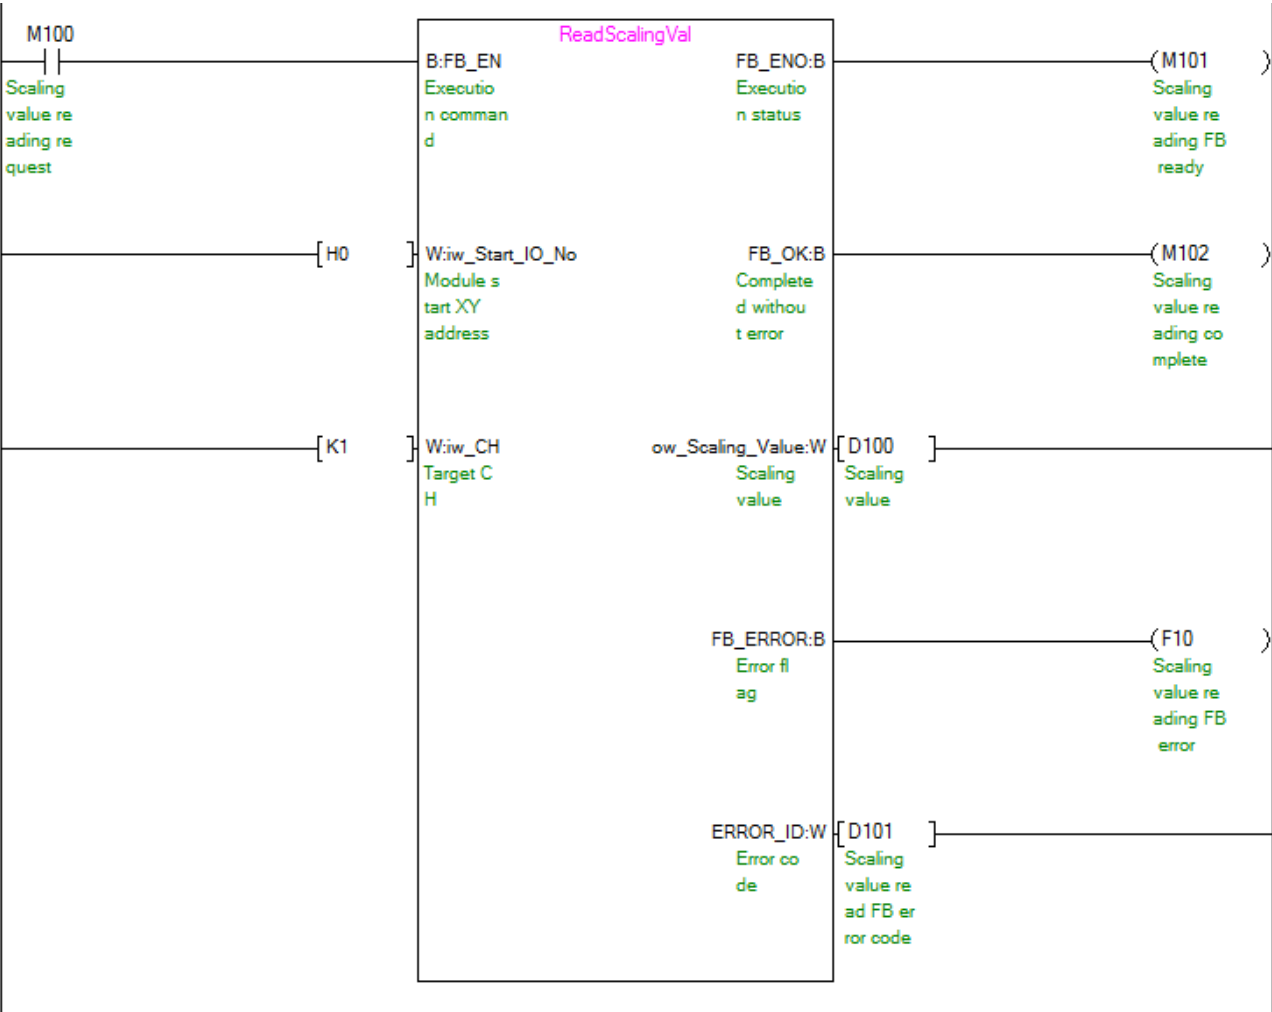 M100
Scaling
value re
ading re
quest
ReadScalingVal
B:FB_EN
Executio
n comman
d
FB_ENO:B
Executio
n status
(M101 )
Scaling
value re
ading FB
ready
[H0 ]
W:iw_Start_IO_No
Module s
tart XY
address
FB_OK:B
Complete
d withou
t error
(M102 )
Scaling
value re
ading co
mplete
[K1 ]
W:iw_CH
Target C
H
ow_Scaling_Value:W
Scaling
value
[D100 ]
Scaling
value
FB_ERROR:B
Error fl
ag
(F10 )
Scaling
value re
ading FB
error
ERROR_ID:W
Error co
de
[D101 ]
Scaling
value re
ad FB er
ror code